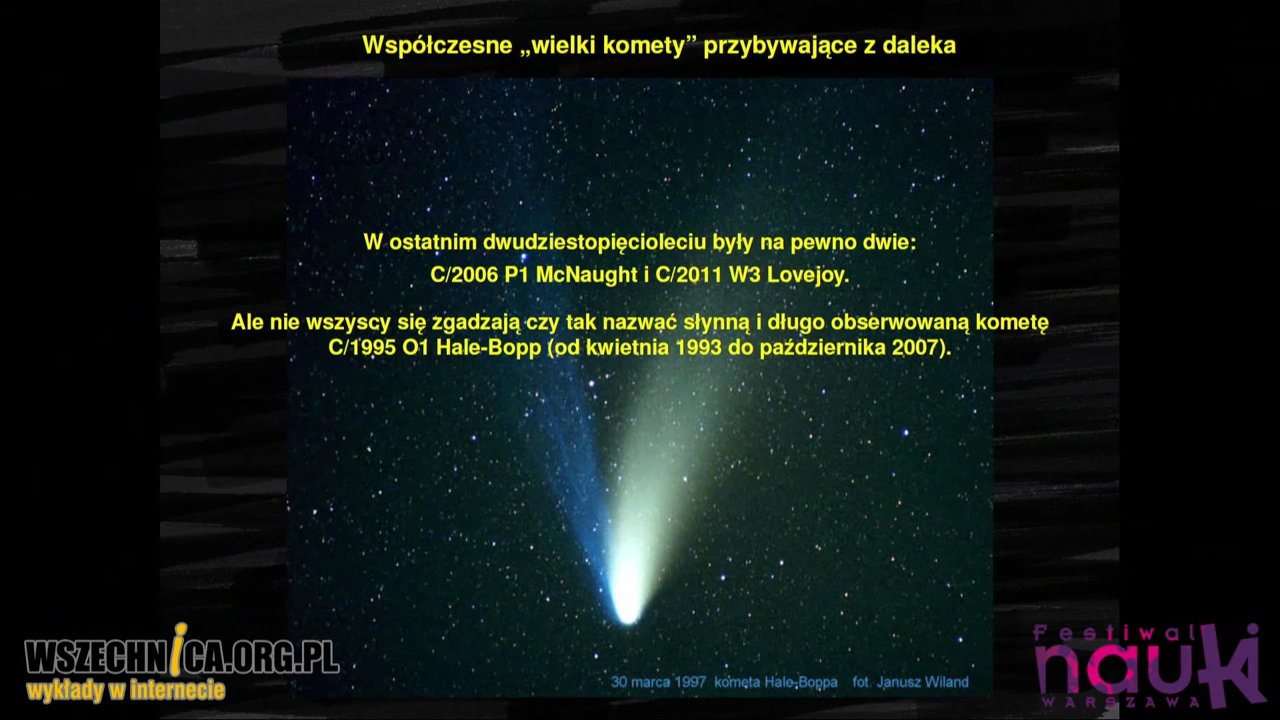 Współczesne „wielki komety” przybywające z daleka
W ostatnim dwudziestopięcioleciu były na pewno dwie:
C/2006 P1 McNaught i C/2011 W3 Lovejoy.
Ale nie wszyscy się zgadzają czy tak nazwać słynną i długo obserwowaną kometę
C/1995 O1 Hale-Bopp (od kwietnia 1993 do października 2007).
30 marca 1997 kometa Hale-Boppa fot. Janusz Wiland
WSZECHNiCA.ORG.PL
wykłady w internecie
Festiwal
nauki
WARSZAWA